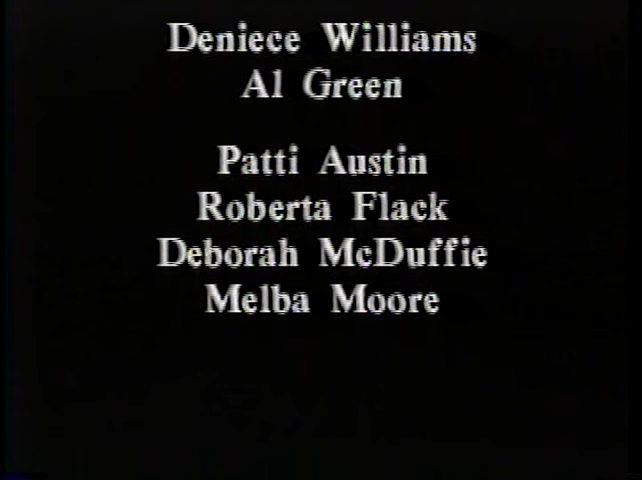 Deniece Williams
Al Green
Patti Austin
Roberta Flack
Deborah McDuffie
Melba Moore